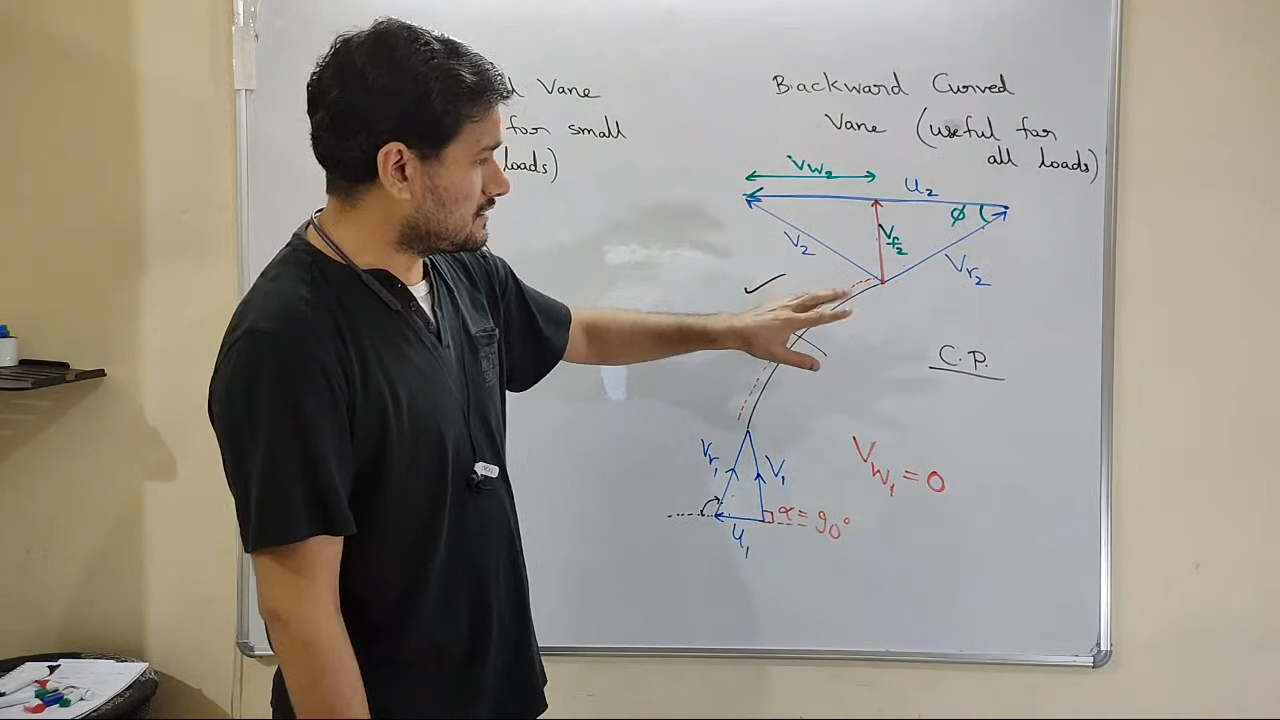 Vane
for small
loads)
Backward Curved
Vane (useful for
all loads)
Vw₂
u₂
φ
V₂
Vf₂
Vr₂
C.P.
Vr₁
V₁
Vw₁ = 0
α = 90°
u₁